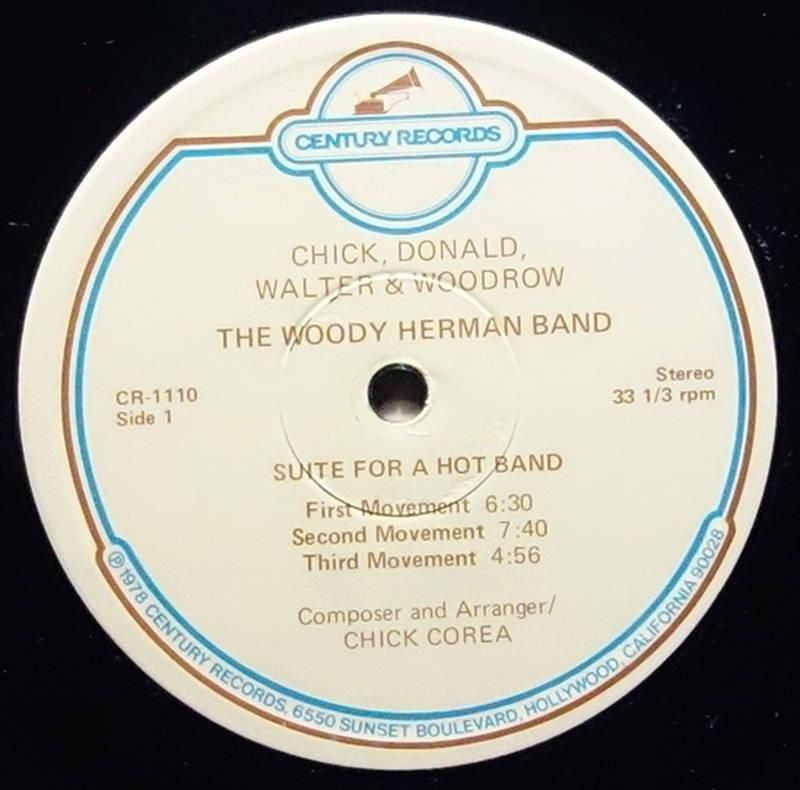 CENTURY RECORDS
CHICK, DONALD,
WALTER & WOODROW
THE WOODY HERMAN BAND
CR-1110
Side 1
Stereo
33 1/3 rpm
SUITE FOR A HOT BAND
First Movement 6:30
Second Movement 7:40
Third Movement 4:56
Composer and Arranger/
CHICK COREA
℗ 1978 CENTURY RECORDS, 6550 SUNSET BOULEVARD, HOLLYWOOD, CALIFORNIA 90028